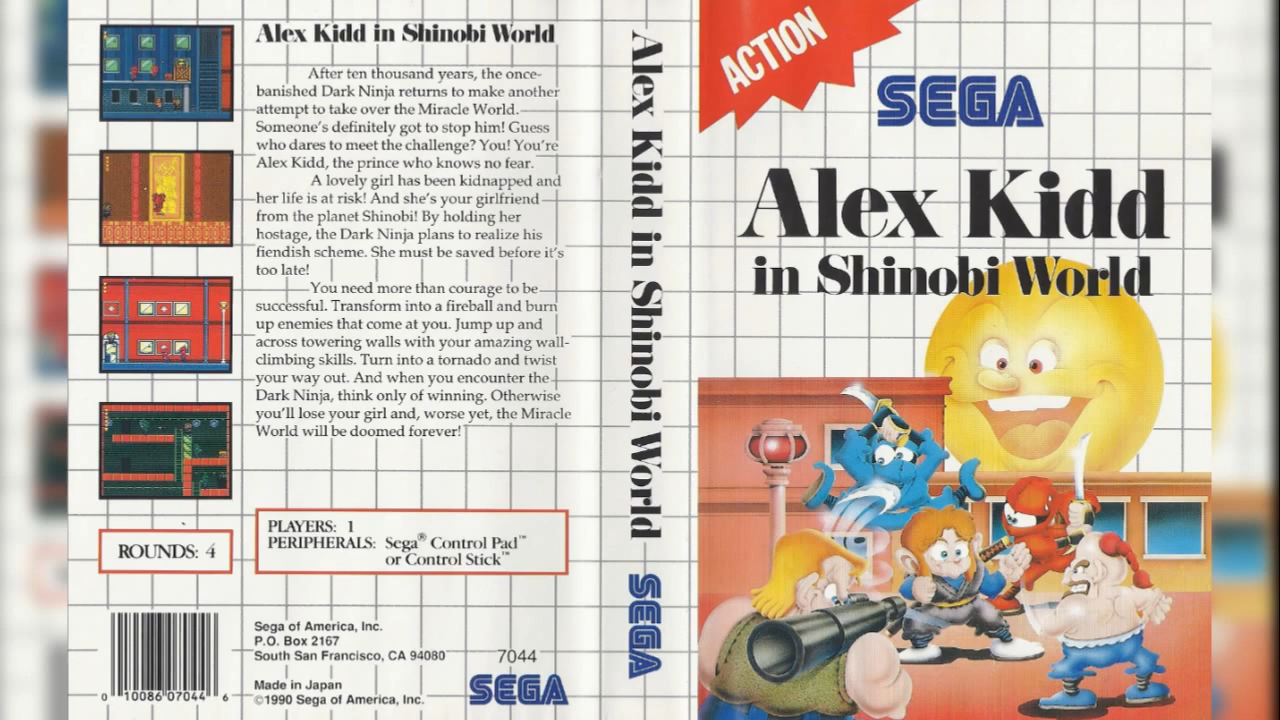 Alex Kidd in Shinobi World
After ten thousand years, the once-
banished Dark Ninja returns to make another
attempt to take over the Miracle World.
Someone's definitely got to stop him! Guess
who dares to meet the challenge? You! You're
Alex Kidd, the prince who knows no fear.
A lovely girl has been kidnapped and
her life is at risk! And she's your girlfriend
from the planet Shinobi! By holding her
hostage, the Dark Ninja plans to realize his
fiendish scheme. She must be saved before it's
too late!
You need more than courage to be
successful. Transform into a fireball and burn
up enemies that come at you. Jump up and
across towering walls with your amazing wall-
climbing skills. Turn into a tornado and twist
your way out. And when you encounter the
Dark Ninja, think only of winning. Otherwise
you'll lose your girl and, worse yet, the Miracle
World will be doomed forever!
ROUNDS: 4
PLAYERS: 1
PERIPHERALS: Sega® Control Pad™
or Control Stick™
0 10086 07044 6
Sega of America, Inc.
P.O. Box 2167
South San Francisco, CA 94080
7044
Made in Japan
©1990 Sega of America, Inc.
SEGA
Alex Kidd in Shinobi World
SEGA
ACTION
SEGA
Alex Kidd
in Shinobi World